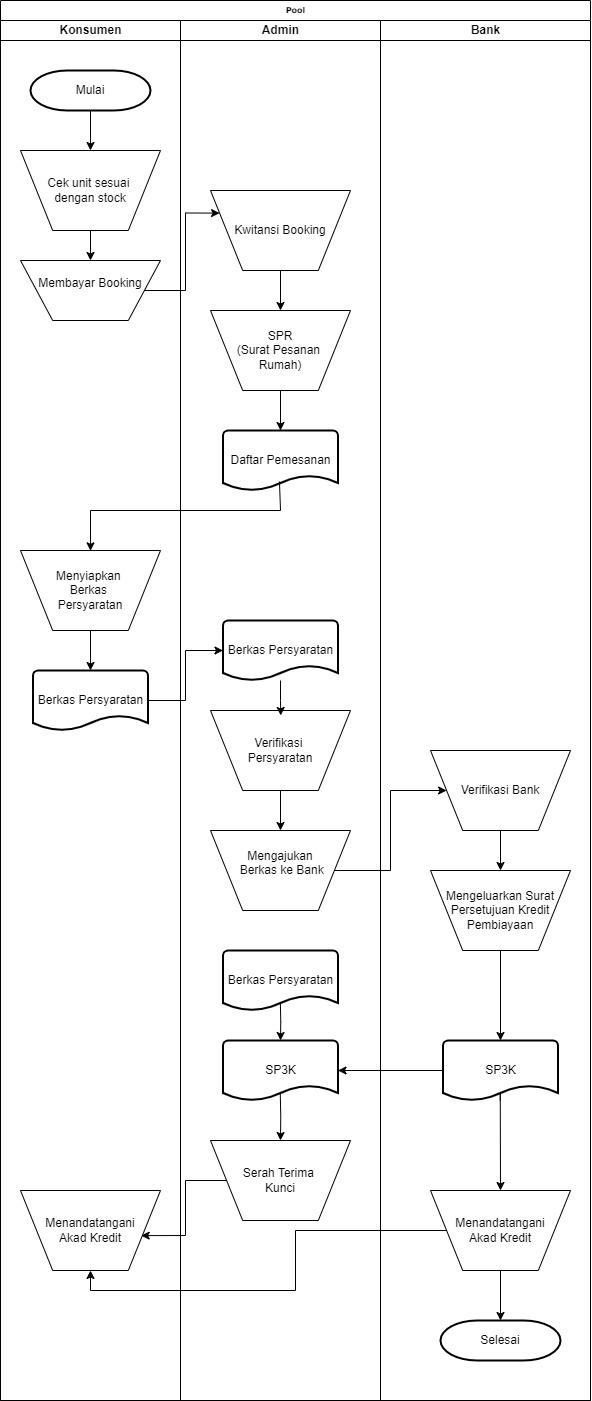 Pool
Konsumen
Admin
Bank
Mulai
Cek unit sesuai
dengan stock
Kwitansi Booking
Membayar Booking
SPR
(Surat Pesanan
Rumah)
Daftar Pemesanan
Menyiapkan
Berkas
Persyaratan
Berkas Persyaratan
Berkas Persyaratan
Verifikasi
Persyaratan
Verifikasi Bank
Mengajukan
Berkas ke Bank
Mengeluarkan Surat
Persetujuan Kredit
Pembiayaan
Berkas Persyaratan
SP3K
SP3K
Serah Terima
Kunci
Menandatangani
Akad Kredit
Menandatangani
Akad Kredit
Selesai